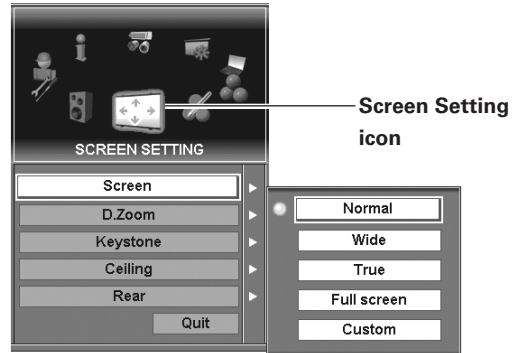 Screen Setting
icon
SCREEN SETTING
Screen
D.Zoom
Keystone
Ceiling
Rear
Quit
Normal
Wide
True
Full screen
Custom